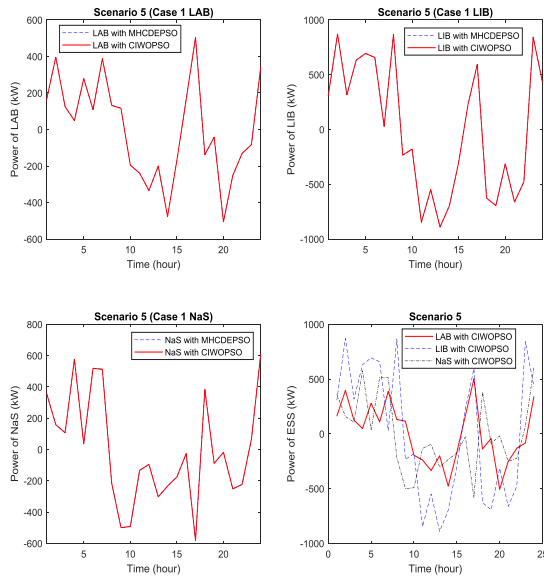 Scenario 5 (Case 1 LAB)
LAB with MHCDEPSO
LAB with CIWOPSO
Power of LAB (kW)
600
400
200
0
-200
-400
-600
5
10
15
20
Time (hour)
Scenario 5 (Case 1 LIB)
LIB with MHCDEPSO
LIB with CIWOPSO
Power of LIB (kW)
1000
500
0
-500
-1000
5
10
15
20
Time (hour)
Scenario 5 (Case 1 NaS)
NaS with MHCDEPSO
NaS with CIWOPSO
Power of NaS (kW)
800
600
400
200
0
-200
-400
-600
5
10
15
20
Time (hour)
Scenario 5
LAB with CIWOPSO
LIB with CIWOPSO
NaS with CIWOPSO
Power of ESS (kW)
1000
500
0
-500
-1000
0
5
10
15
20
25
Time (hour)